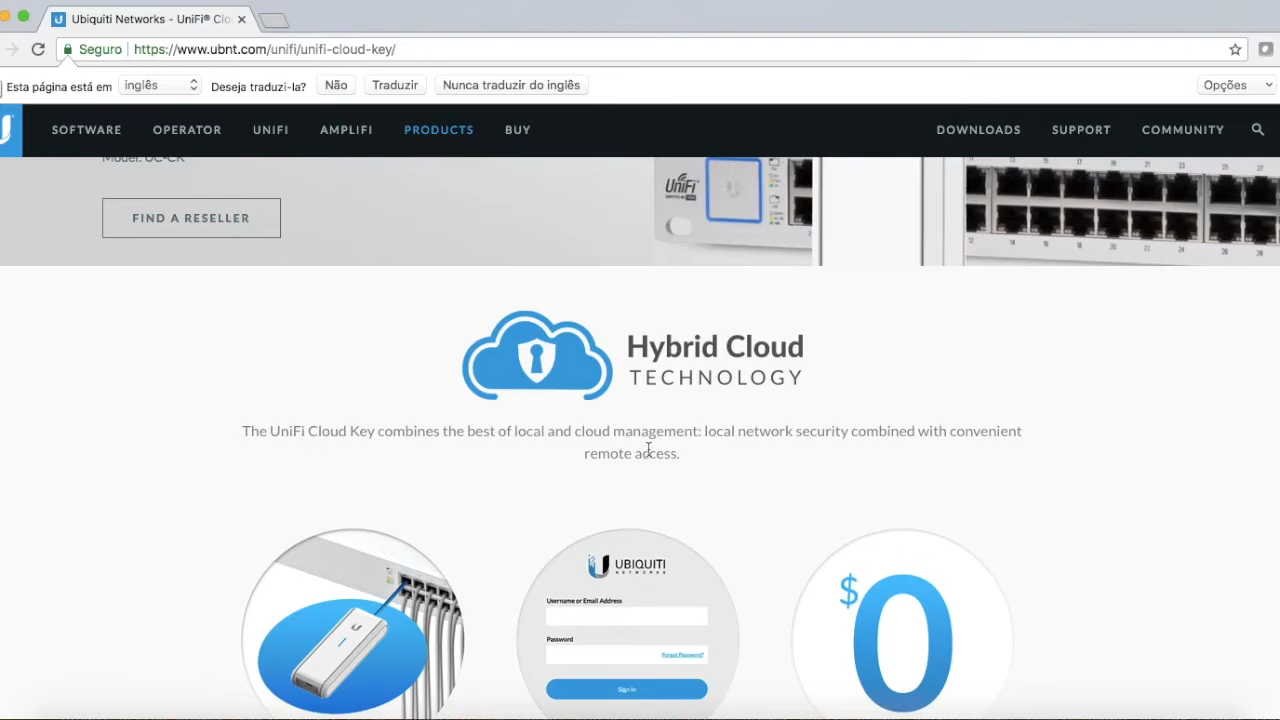 Ubiquiti Networks - UniFi® Clo
Seguro https://www.ubnt.com/unifi/unifi-cloud-key/
Esta página está em inglês Deseja traduzi-la? Não Traduzir Nunca traduzir do inglês Opções
SOFTWARE OPERATOR UNIFI AMPLIFI PRODUCTS BUY DOWNLOADS SUPPORT COMMUNITY
Model: UC-CK
FIND A RESELLER
UniFi
Hybrid Cloud
TECHNOLOGY
The UniFi Cloud Key combines the best of local and cloud management: local network security combined with convenient
remote access.
UBIQUITI
NETWORKS
Username or Email Address
Password
Forgot Password?
Sign in
$0